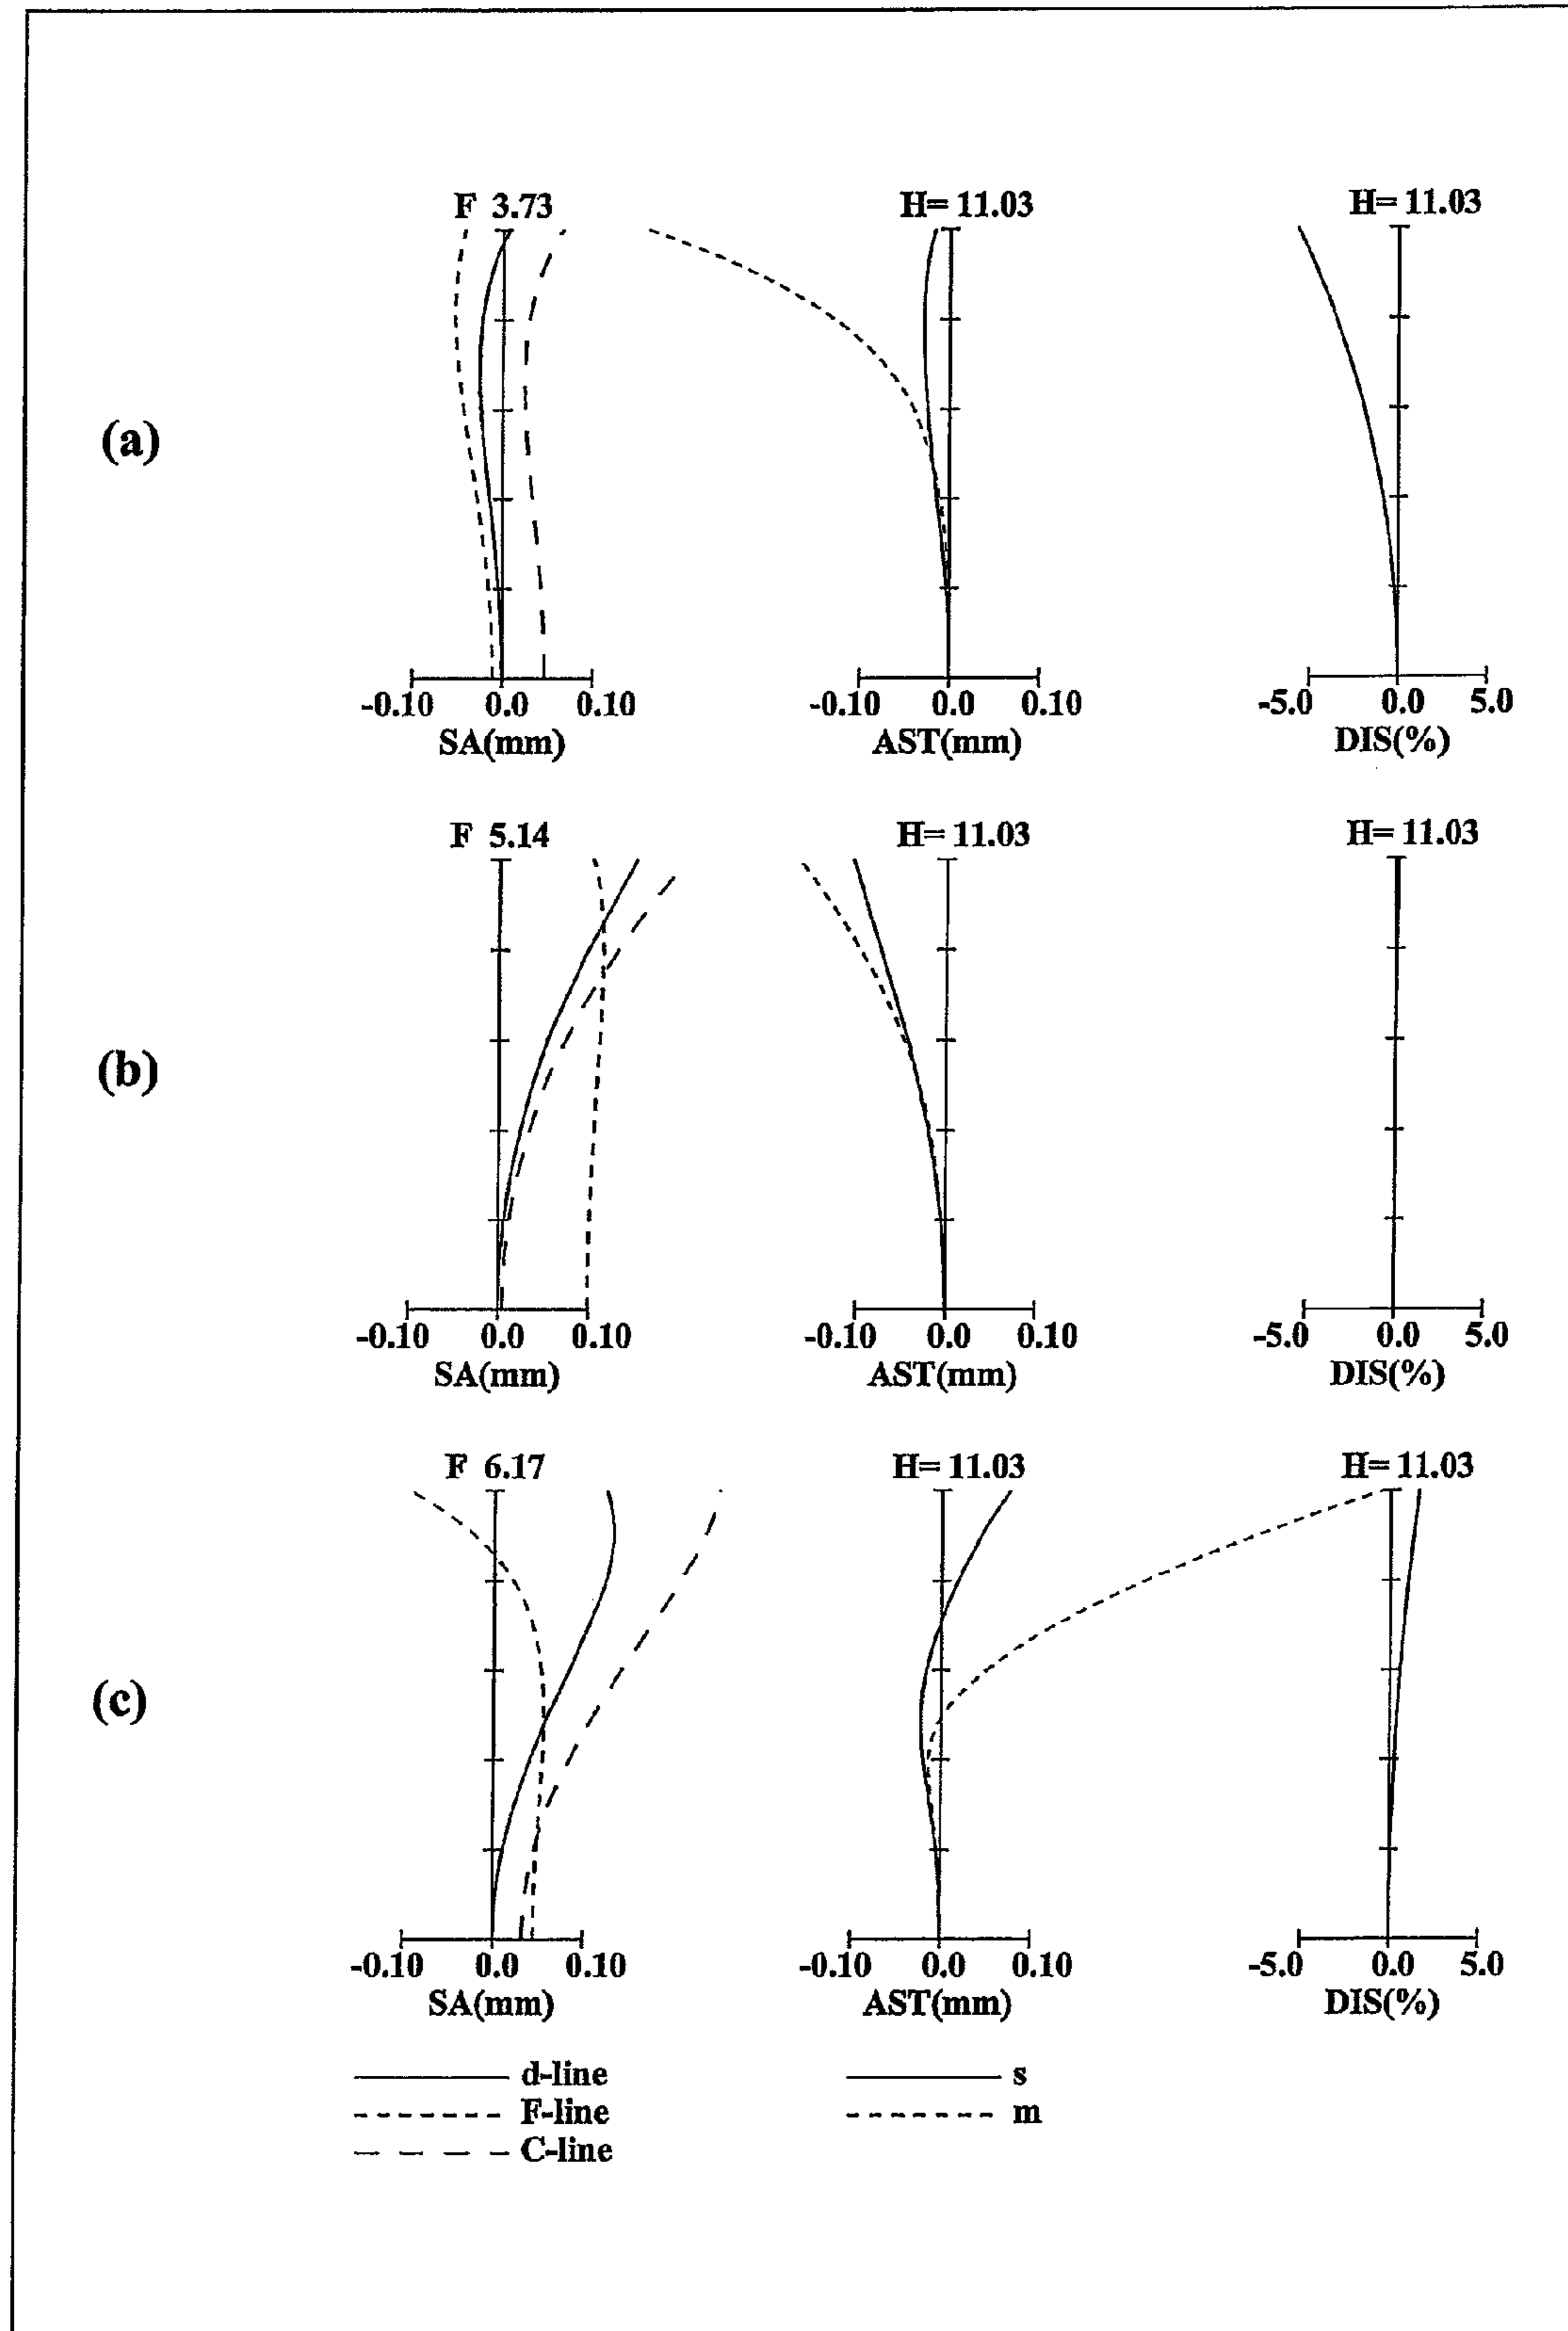 F 3.73 H= 11.03 H= 11.03
(a)
-0.10 0.0 0.10 -0.10 0.0 0.10 -5.0 0.0 5.0
SA(mm) AST(mm) DIS(%)
F 5.14 H= 11.03 H= 11.03
(b)
-0.10 0.0 0.10 -0.10 0.0 0.10 -5.0 0.0 5.0
SA(mm) AST(mm) DIS(%)
F 6.17 H= 11.03 H= 11.03
(c)
-0.10 0.0 0.10 -0.10 0.0 0.10 -5.0 0.0 5.0
SA(mm) AST(mm) DIS(%)
d-line s
F-line m
C-line